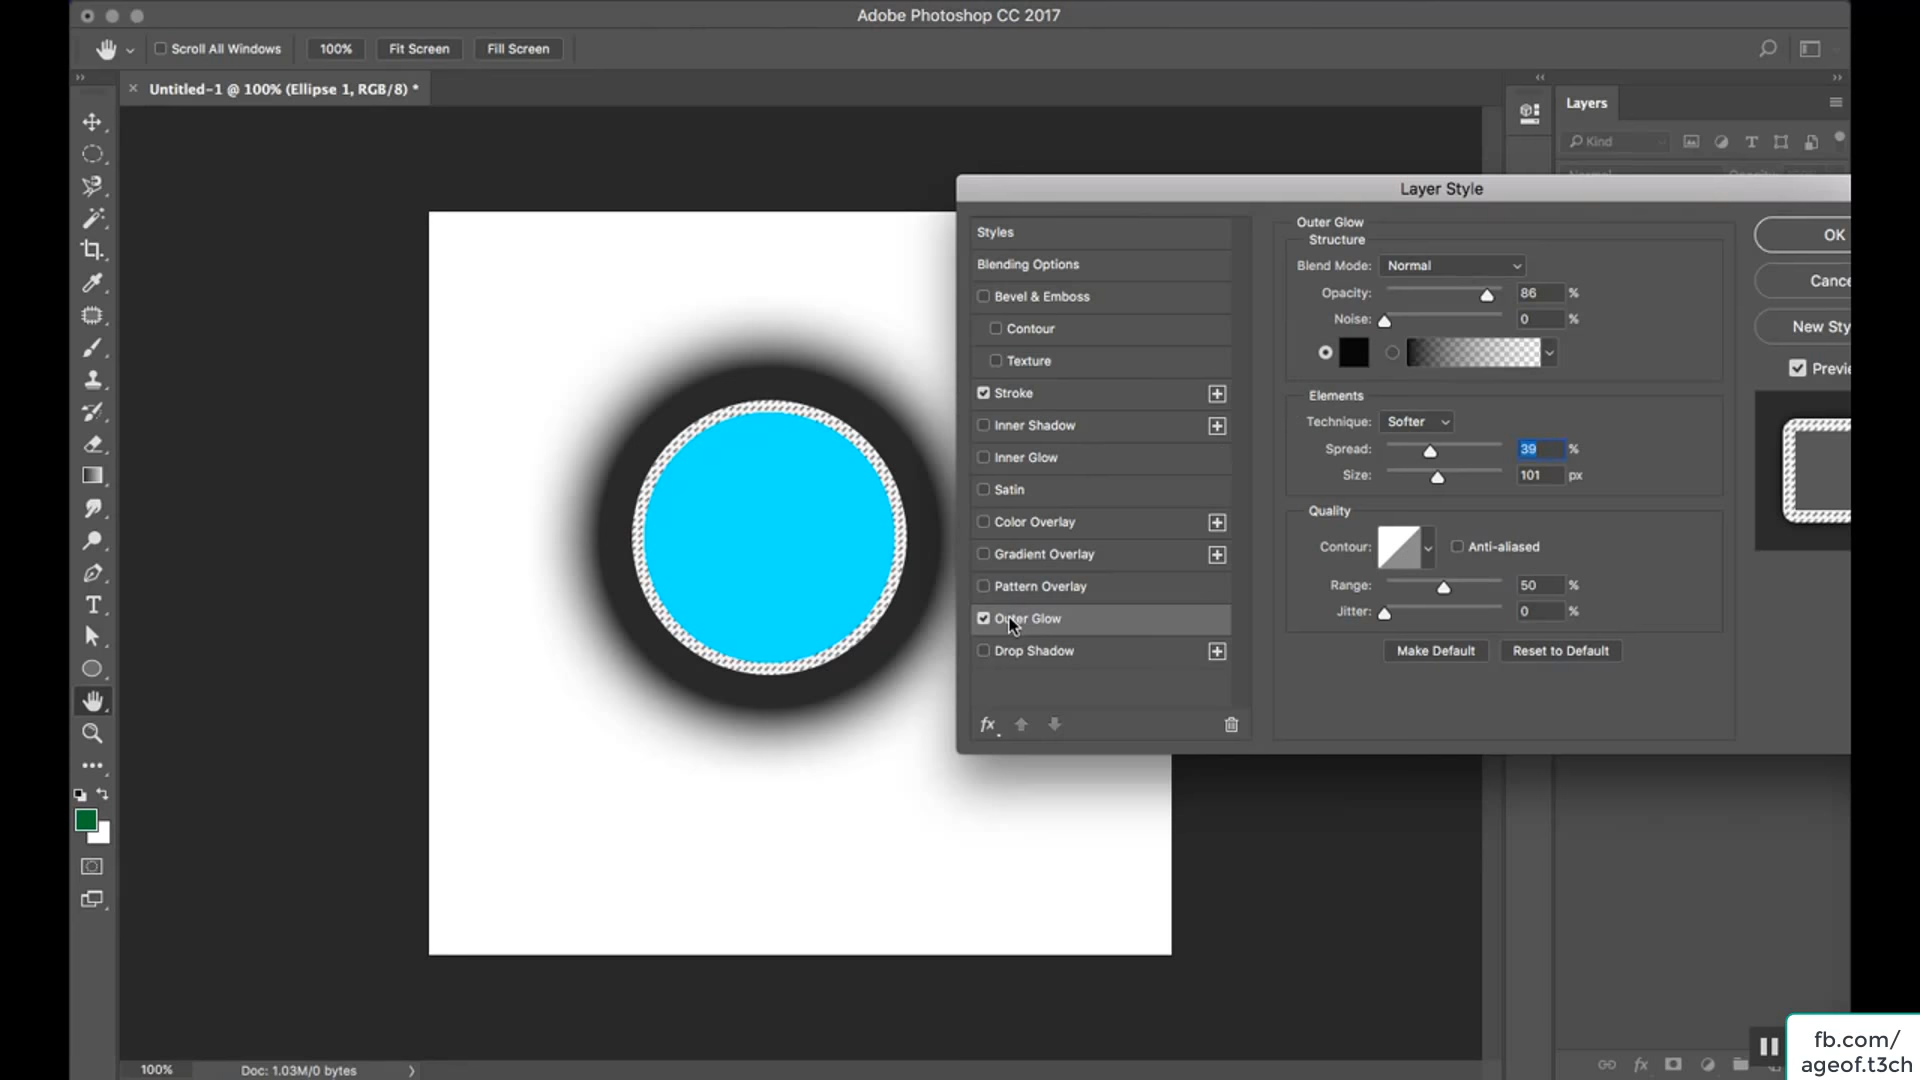 Adobe Photoshop CC 2017
Scroll All Windows
100%
Fit Screen
Fill Screen
Untitled-1 @ 100% (Ellipse 1, RGB/8) *
Layers
Kind
Layer Style
Styles
Blending Options
Bevel & Emboss
Contour
Texture
Stroke
Inner Shadow
Inner Glow
Satin
Color Overlay
Gradient Overlay
Pattern Overlay
Outer Glow
Drop Shadow
fx
Outer Glow
Structure
Blend Mode: Normal
Opacity: 86 %
Noise: 0 %
Elements
Technique: Softer
Spread: 39 %
Size: 101 px
Quality
Contour: Anti-aliased
Range: 50 %
Jitter: 0 %
Make Default
Reset to Default
OK
Cance
New Sty
Previe
100%
Doc: 1.03M/0 bytes
fx
fb.com/
ageof.t3ch